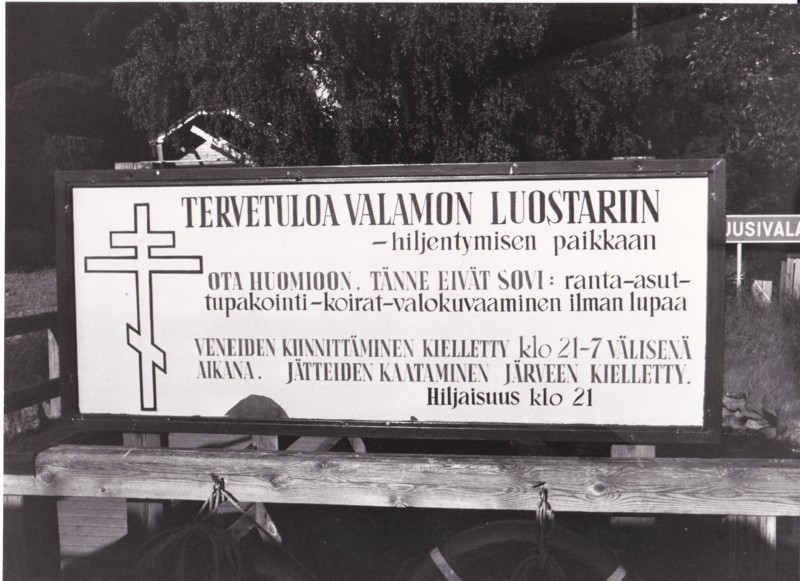 TERVETULOA VALAMON LUOSTARIIN
-hiljentymisen paikkaan
OTA HUOMIOON, TÄNNE EIVÄT SOVI: ranta-asut-
tupakointi-koirat-valokuvaaminen ilman lupaa
VENEIDEN KIINNITTÄMINEN KIELLETTY klo 21-7 VÄLISENÄ
AIKANA. JÄTTEIDEN KAATAMINEN JÄRVEEN KIELLETTY.
Hiljaisuus klo 21
UUSIVALA